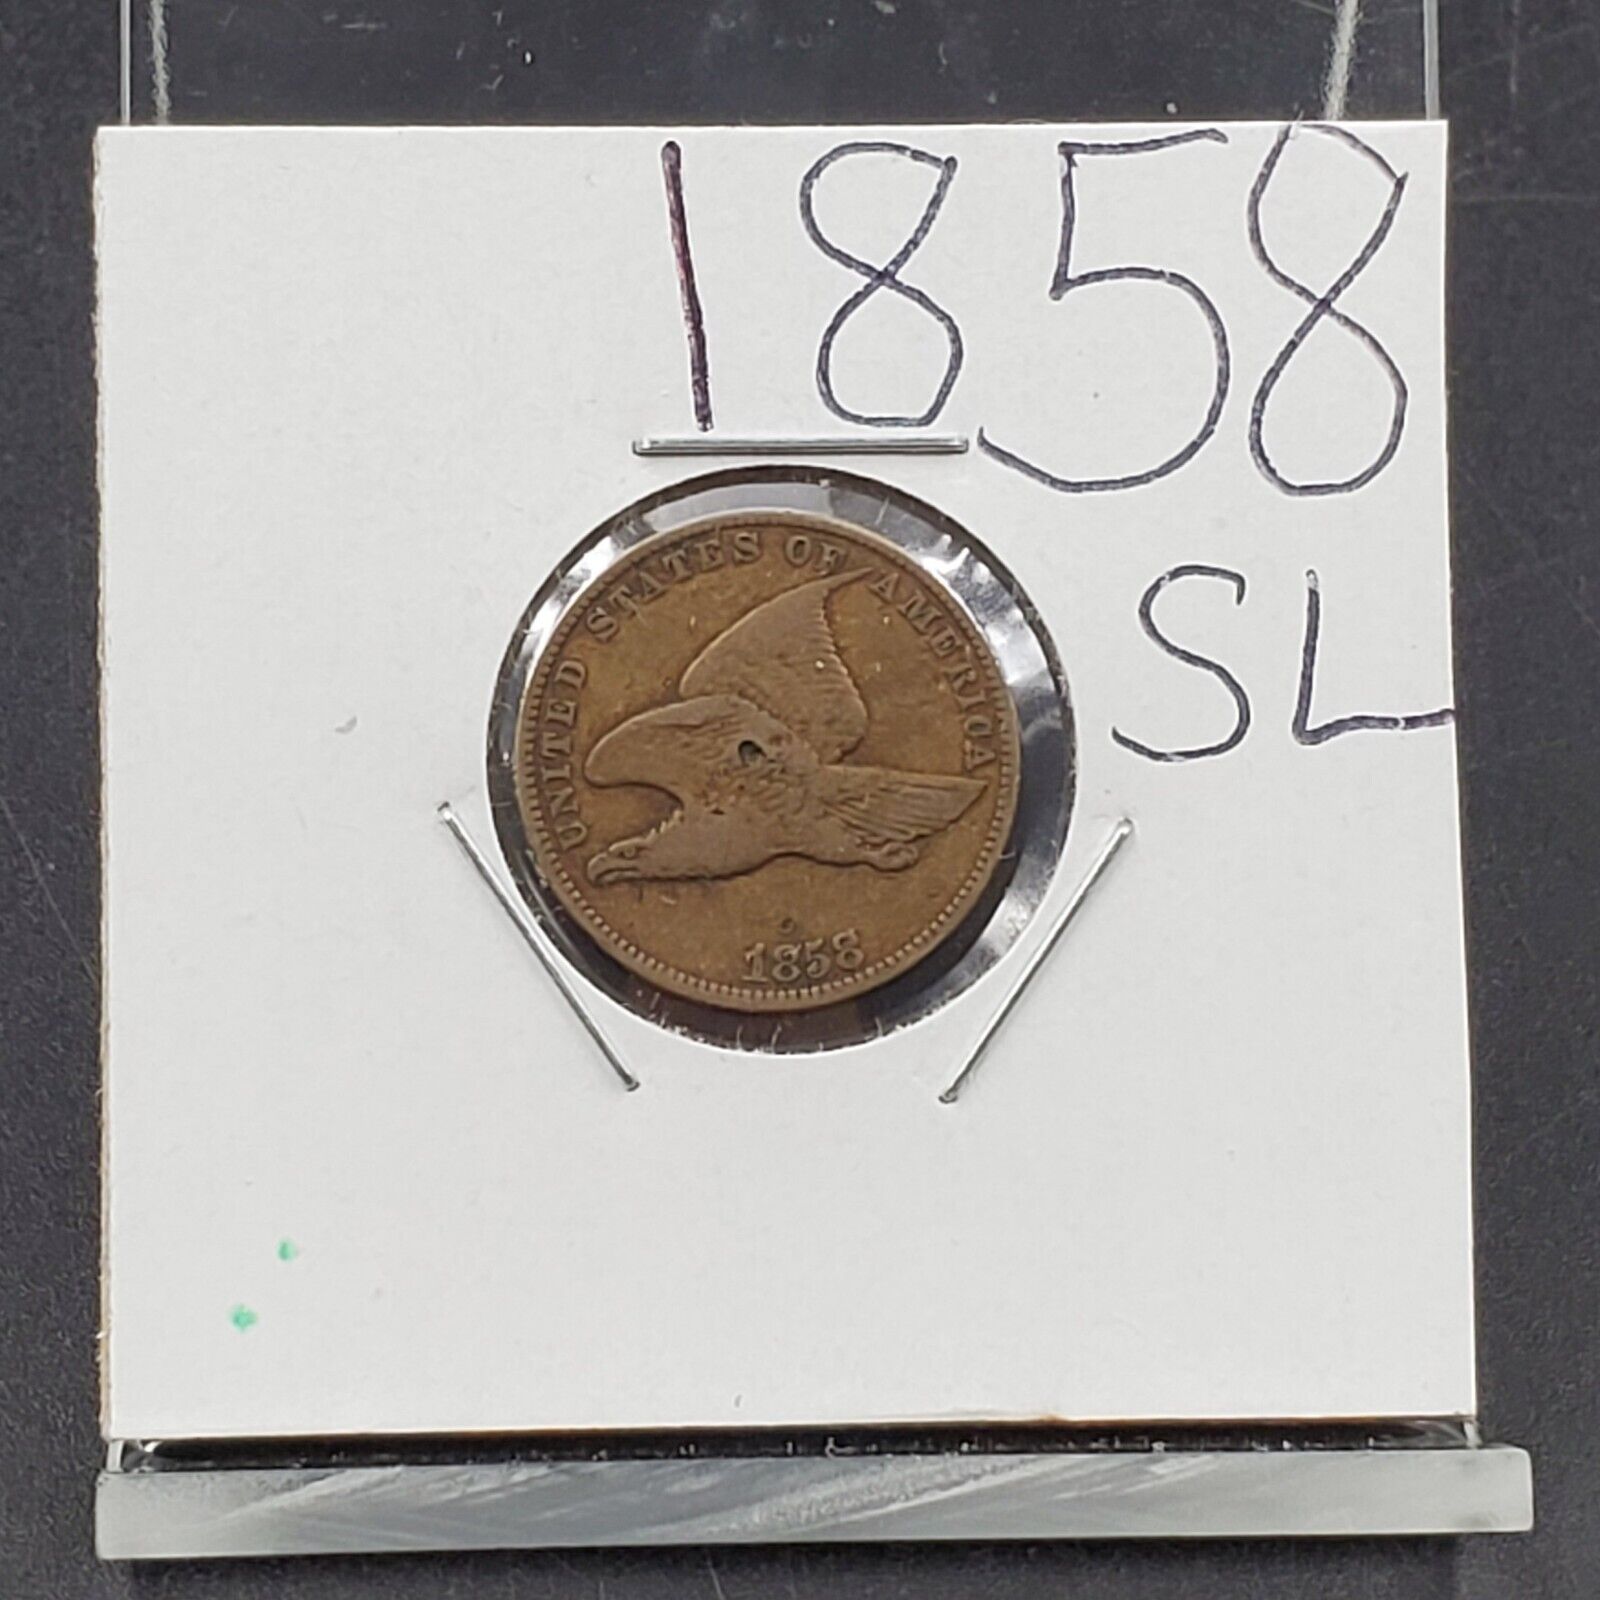 1858
SL
UNITED STATES OF AMERICA
1858